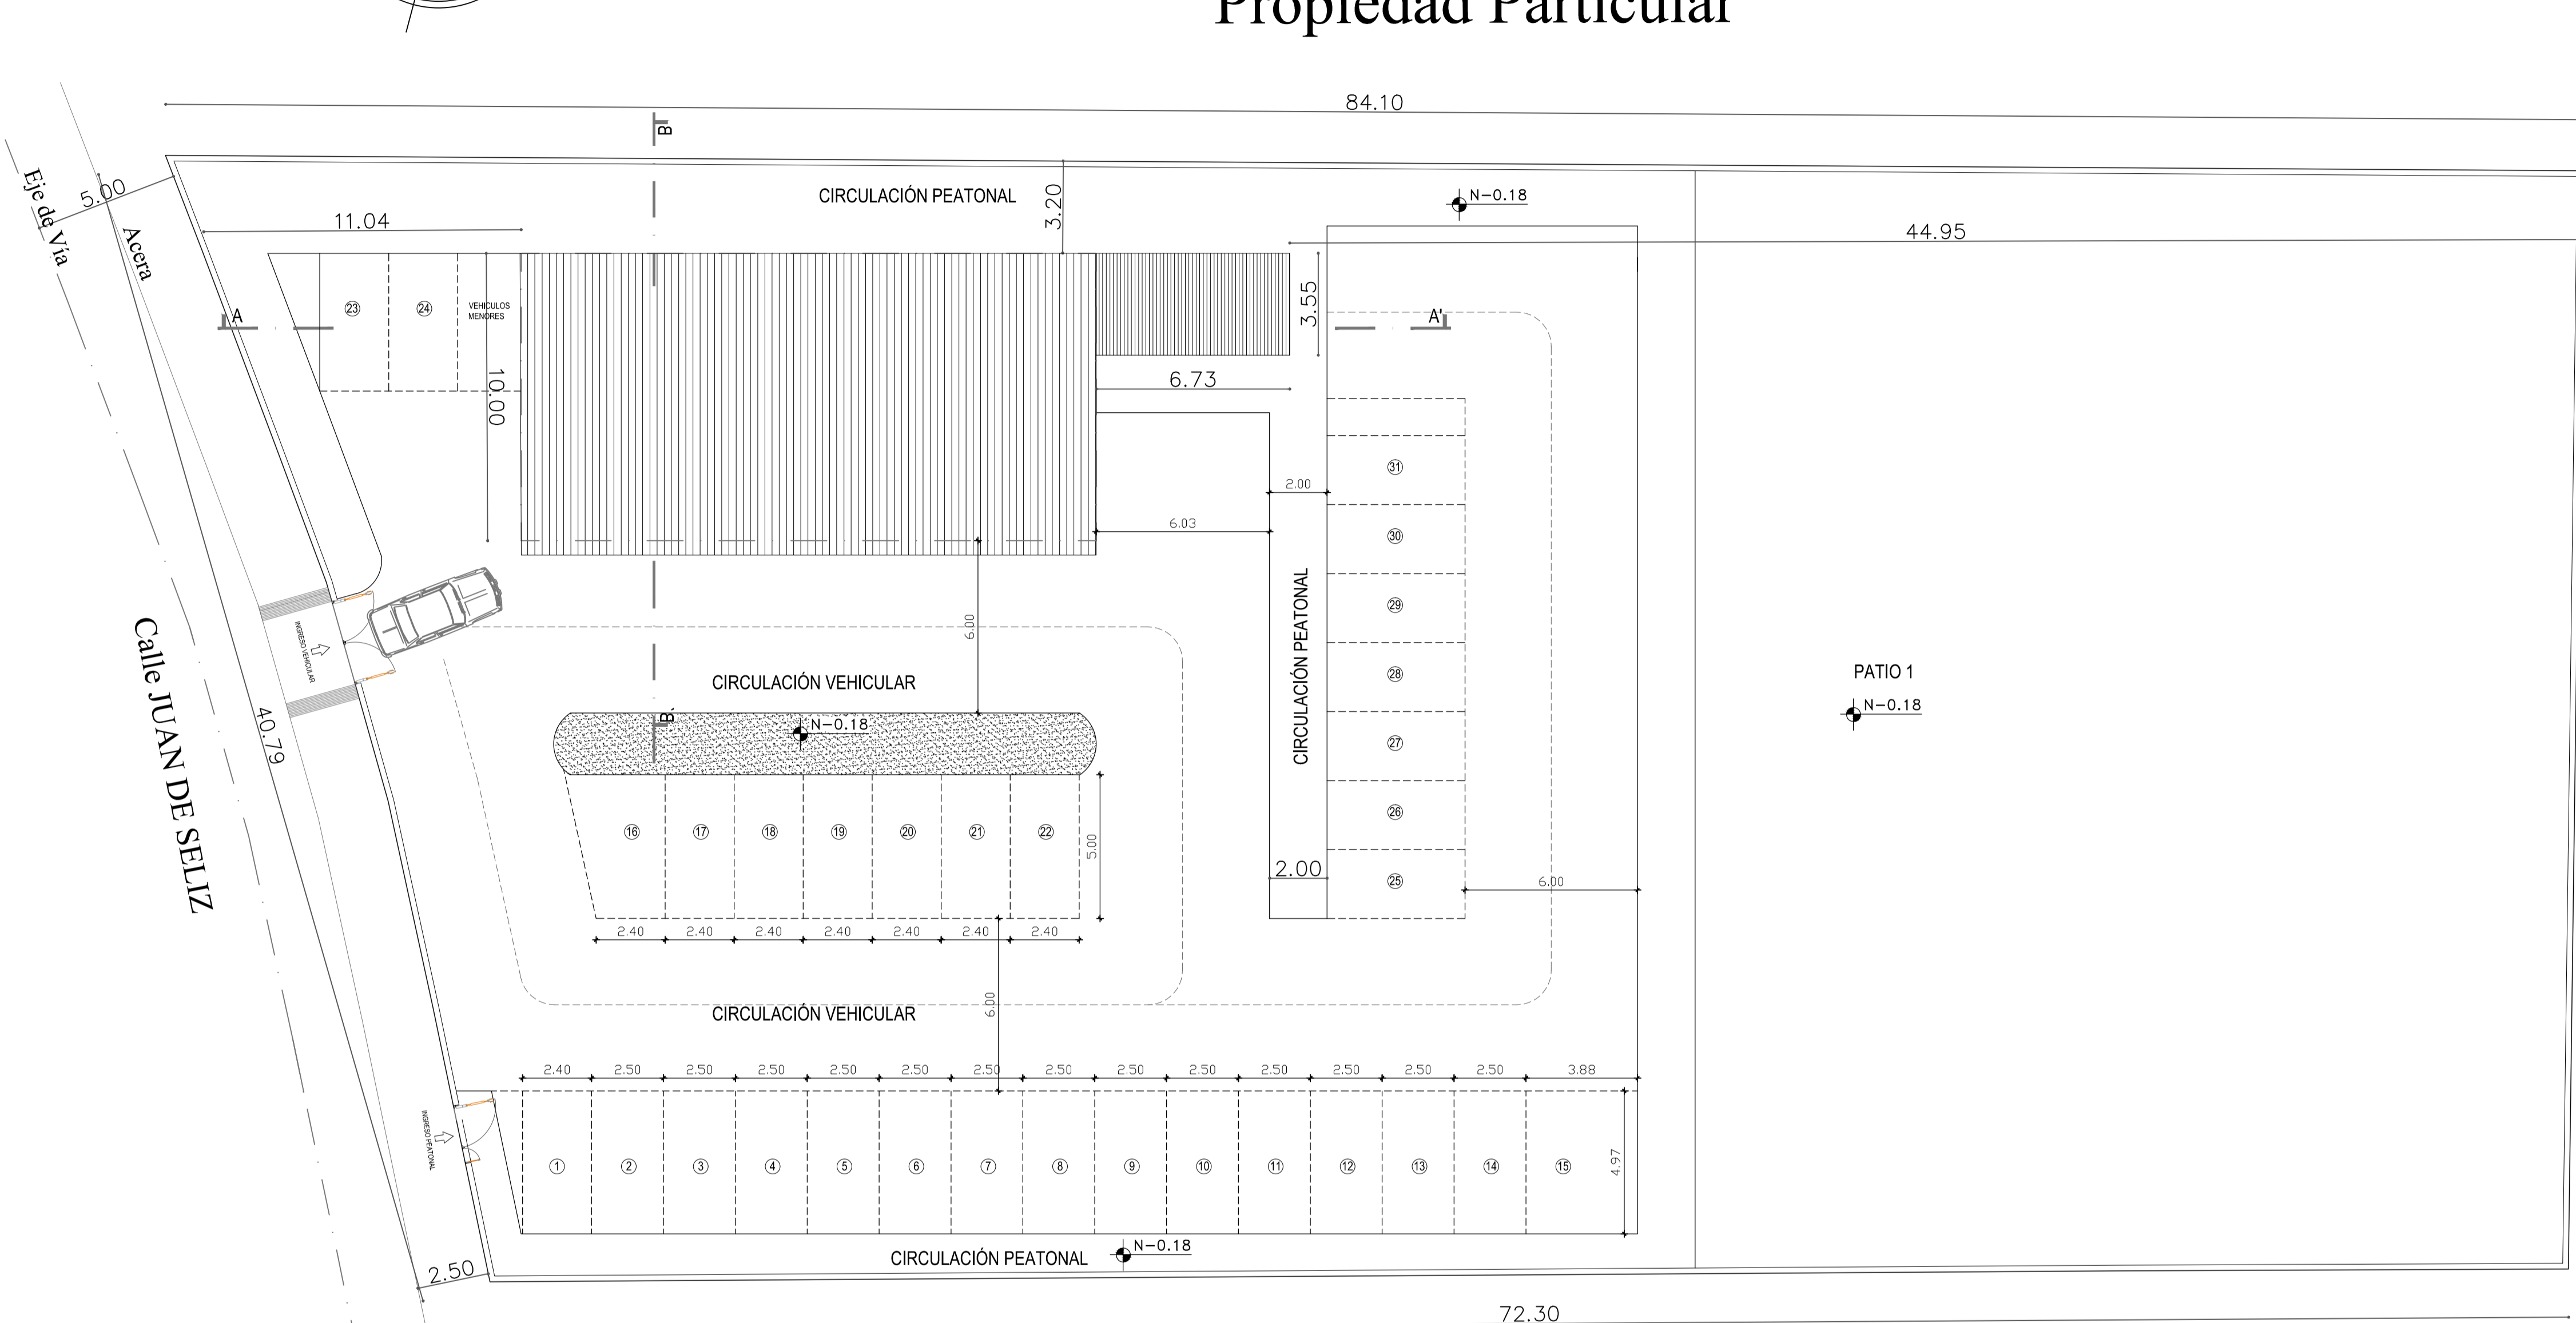 Propiedad Particular
84.10
B
5.00
Eje de Vía
Acera
11.04
CIRCULACIÓN PEATONAL
3.20
N-0.18
44.95
23
24
VEHICULOS
MENORES
A
10.00
3.55
A'
6.73
31
2.00
6.03
30
29
28
27
26
25
CIRCULACIÓN PEATONAL
2.00
6.00
INGRESO VEHICULAR
Calle JUAN DE SELIZ
40.79
6.00
CIRCULACIÓN VEHICULAR
B'
N-0.18
PATIO 1
N-0.18
16
17
18
19
20
21
22
5.00
2.40 2.40 2.40 2.40 2.40 2.40 2.40
6.00
CIRCULACIÓN VEHICULAR
2.40 2.50 2.50 2.50 2.50 2.50 2.50 2.50 2.50 2.50 2.50 2.50 2.50 2.50 3.88
INGRESO PEATONAL
1 2 3 4 5 6 7 8 9 10 11 12 13 14 15
4.97
CIRCULACIÓN PEATONAL
N-0.18
2.50
72.30